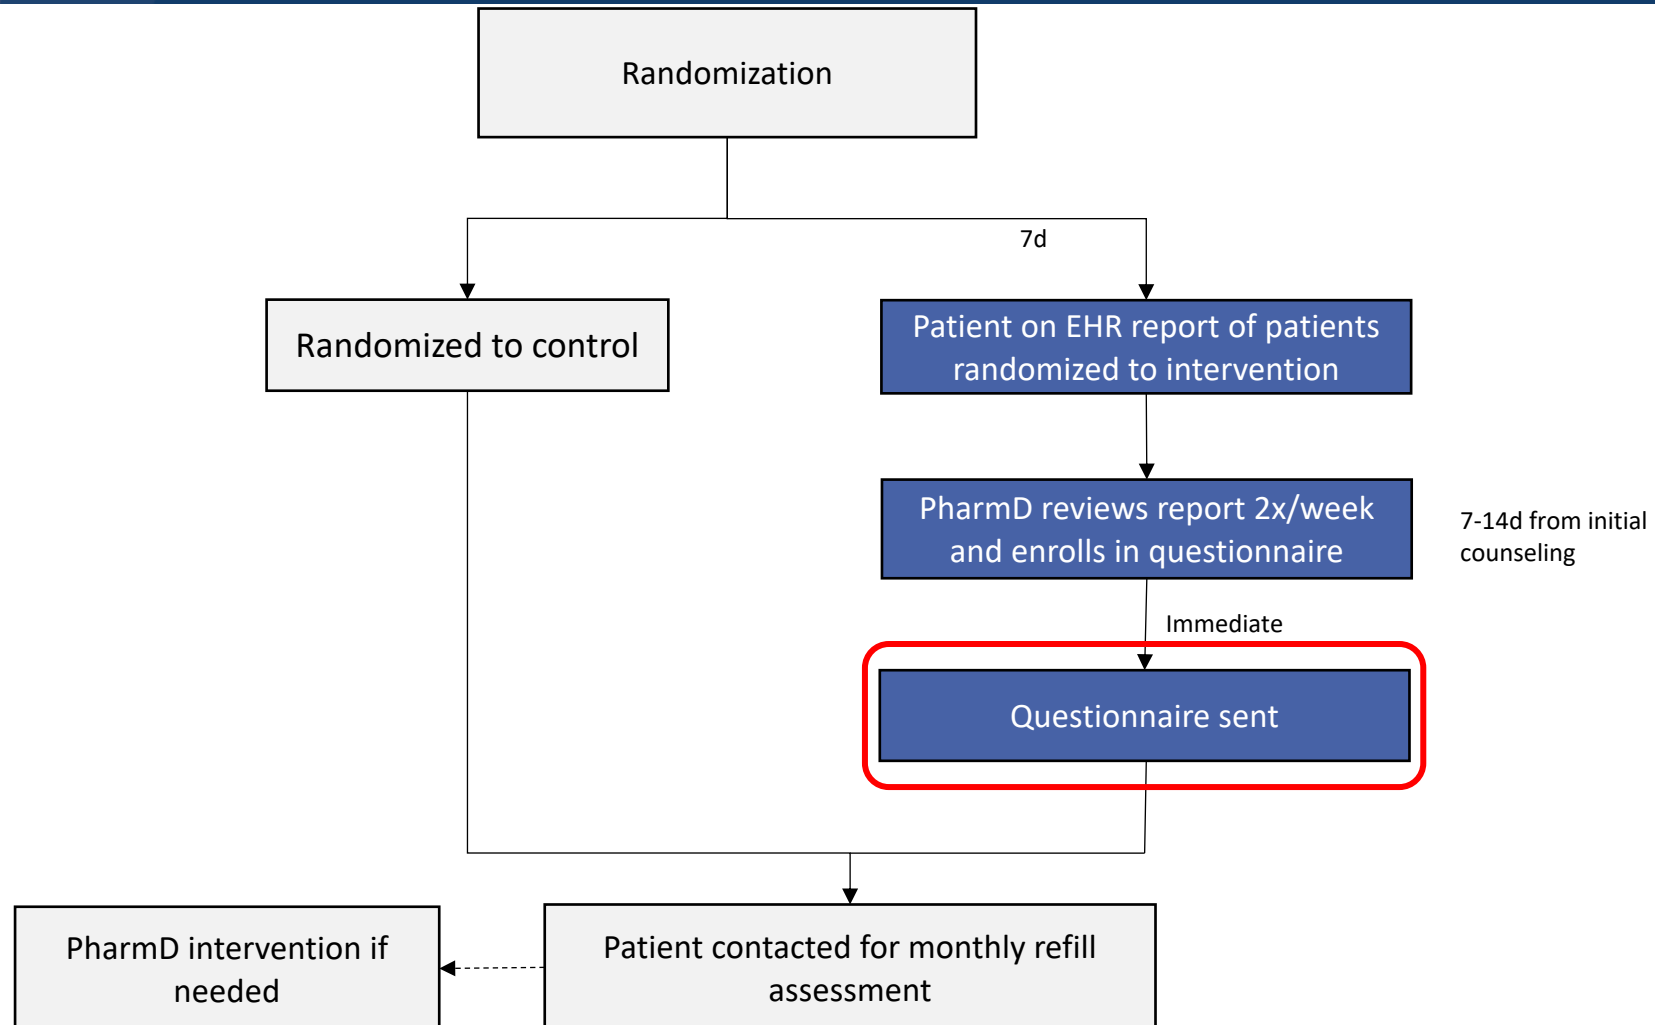 Randomization
7d
Randomized to control
Patient on EHR report of patients
randomized to intervention
PharmD reviews report 2x/week
and enrolls in questionnaire
7-14d from initial
counseling
Immediate
Questionnaire sent
PharmD intervention if
needed
Patient contacted for monthly refill
assessment